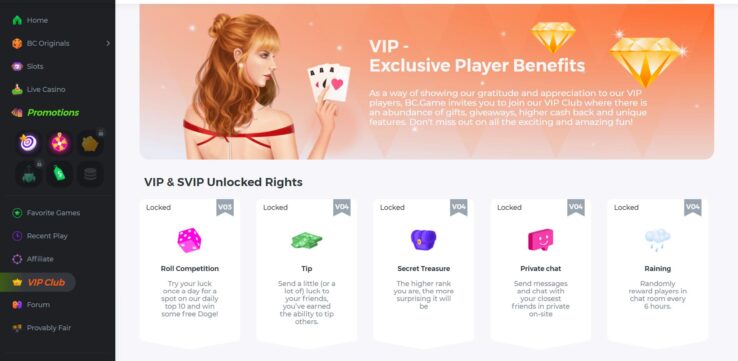 Home
BC Originals
Slots
Live Casino
Promotions
Favorite Games
Recent Play
Affiliate
VIP Club
Forum
Provably Fair
VIP -
Exclusive Player Benefits
As a way of showing our gratitude and appreciation to our VIP
players, BC.Game invites you to join our VIP Club where there is
an abundance of gifts, giveaways, higher cash back and unique
features. Don't miss out on all the exciting and amazing fun!
VIP & SVIP Unlocked Rights
Locked
V03
Roll Competition
Try your luck
once a day for a
spot on our daily
top 10 and win
some free Doge!
Locked
V04
Tip
Send a little (or a
lot of) luck to
your friends,
you've earned
the ability to tip
others.
Locked
V04
Secret Treasure
The higher rank
you are, the more
surprising it will
be
Locked
V04
Private chat
Send messages
and chat with
your closest
friends in private
on-site
Locked
V04
Raining
Randomly
reward players in
chat room every
6 hours.